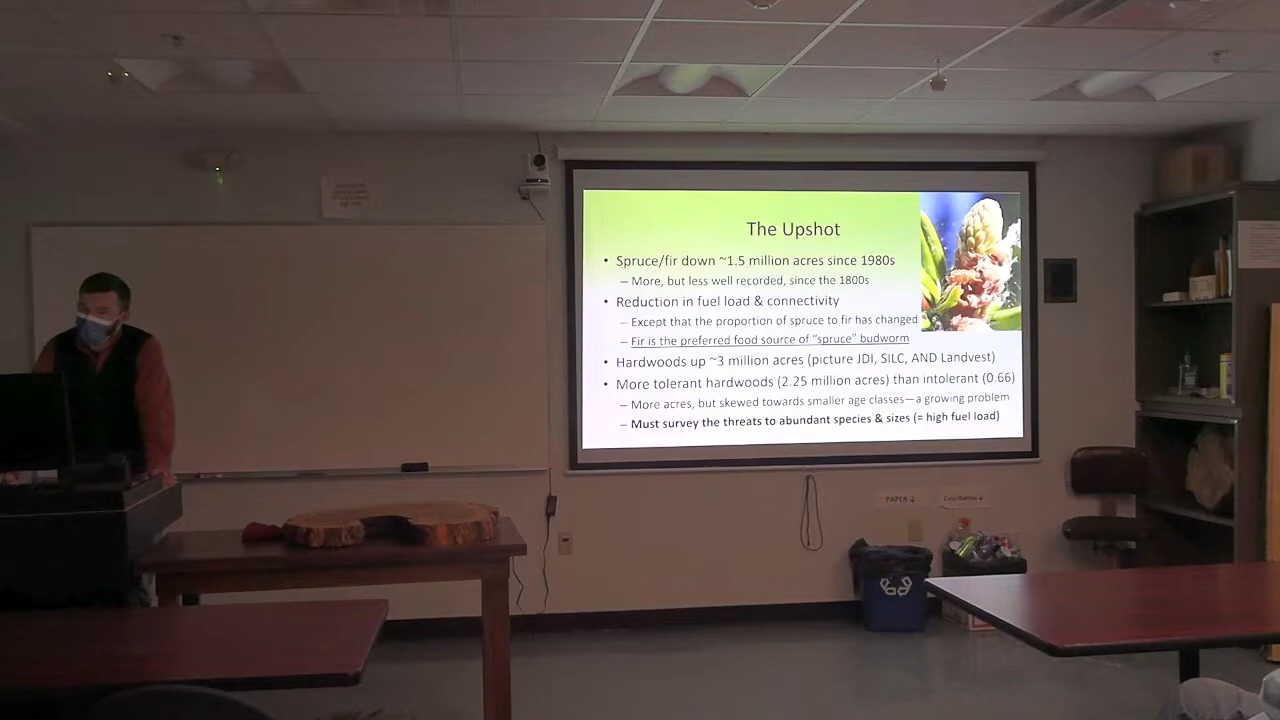 The Upshot
• Spruce/fir down ~1.5 million acres since 1980s
– More, but less well recorded, since the 1800s
• Reduction in fuel load & connectivity
– Except that the proportion of spruce to fir has changed
– Fir is the preferred food source of “spruce” budworm
• Hardwoods up ~3 million acres (picture JDI, SILC, AND Landvest)
• More tolerant hardwoods (2.25 million acres) than intolerant (0.66)
– More acres, but skewed towards smaller age classes—a growing problem
– Must survey the threats to abundant species & sizes (= high fuel load)
PAPER ↓